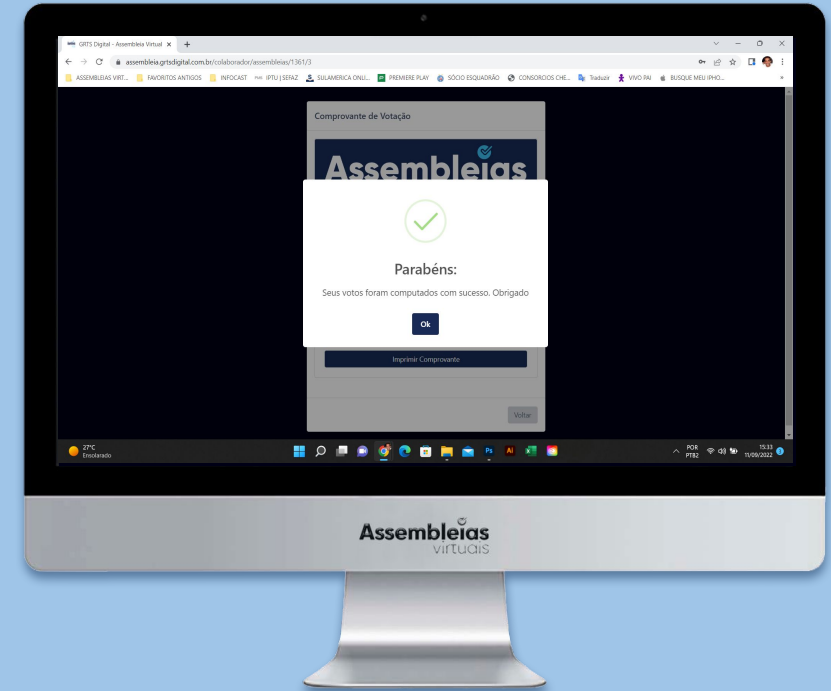 GRTS Digital - Assembleia Virtual
assembleia.grtsdigital.com.br/colaborador/assembleias/1361/3
ASSEMBLEIAS VIRT... FAVORITOS ANTIGOS INFOCAST IPTU | SEFAZ SULAMERICA ONLI... PREMIERE PLAY SÓCIO ESQUADRÃO CONSORCIOS CHE... Traduzir VIVO PAI BUSQUE MEU IPHO... »
Comprovante de Votação
Assembleias
Parabéns:
Seus votos foram computados com sucesso. Obrigado
Ok
Imprimir Comprovante
Voltar
27°C
Ensolarado
Ps Ai
POR
PTB2
15:33
11/09/2022
3
Assembleias
virtuais